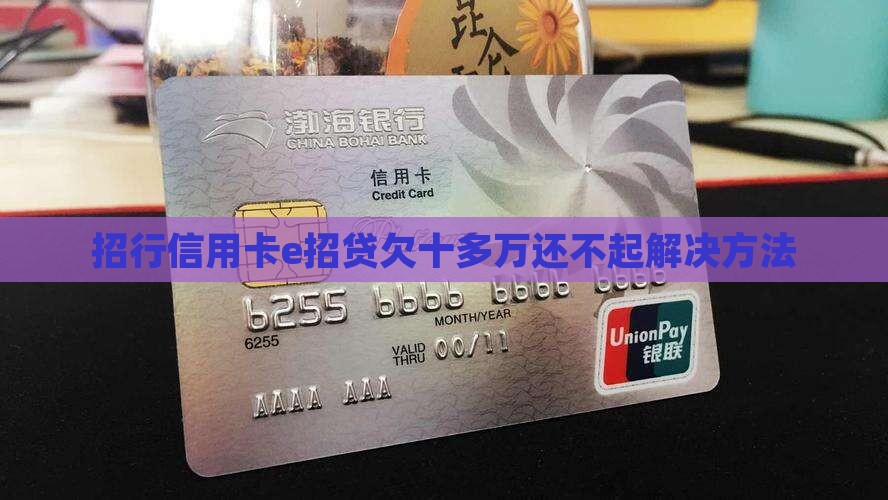 昆仑
渤海银行
CHINA BOHAI BANK
信用卡
Credit Card
招行信用卡e招贷欠十多万还不起解决方法
6255 6666 6666 6666
6255
MONTH/YEAR
VALID THRU 00/11
AAAA AAA
UnionPay
银联